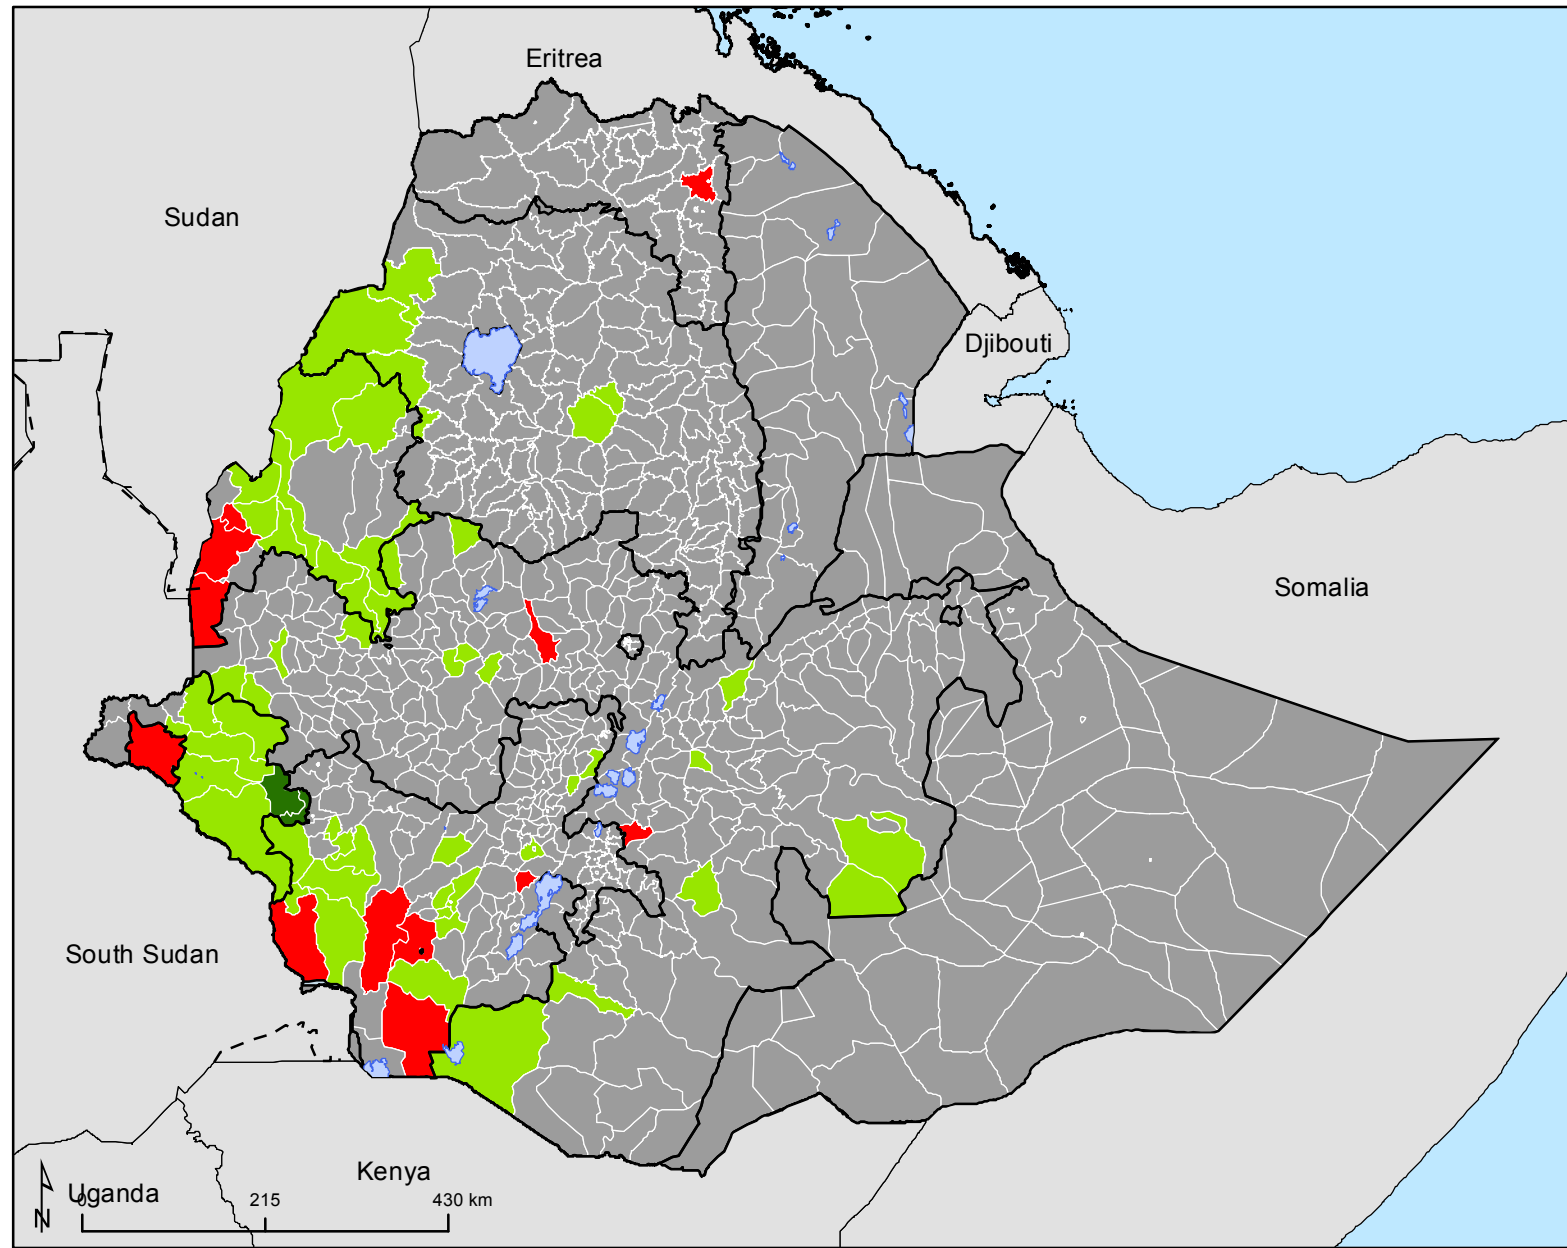 Eritrea
Sudan
Djibouti
Somalia
South Sudan
Kenya
Uganda
0 215 430 km
N